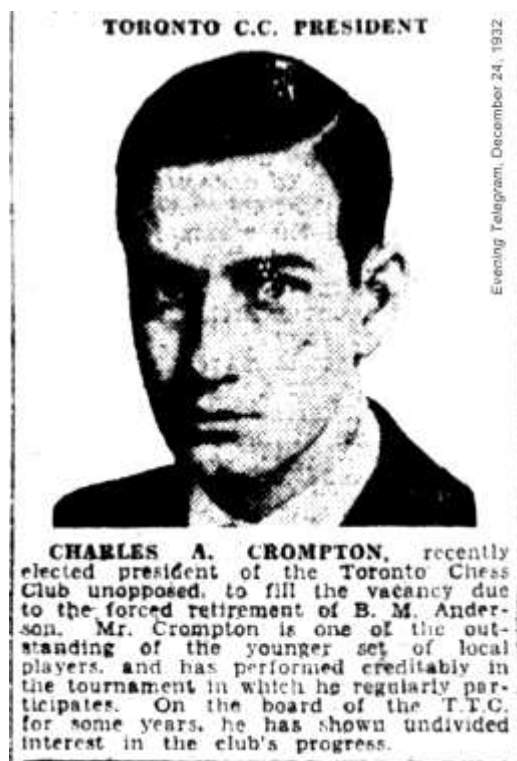 TORONTO C.C. PRESIDENT
Evening Telegram, December 24, 1932
CHARLES A. CROMPTON, recently
elected president of the Toronto Chess
Club unopposed, to fill the vacancy due
to the forced retirement of B. M. Ander-
son. Mr. Crompton is one of the out-
standing of the younger set of local
players, and has performed creditably in
the tournament in which he regularly par-
ticipates. On the board of the T.T.C.
for some years, he has shown undivided
interest in the club's progress.